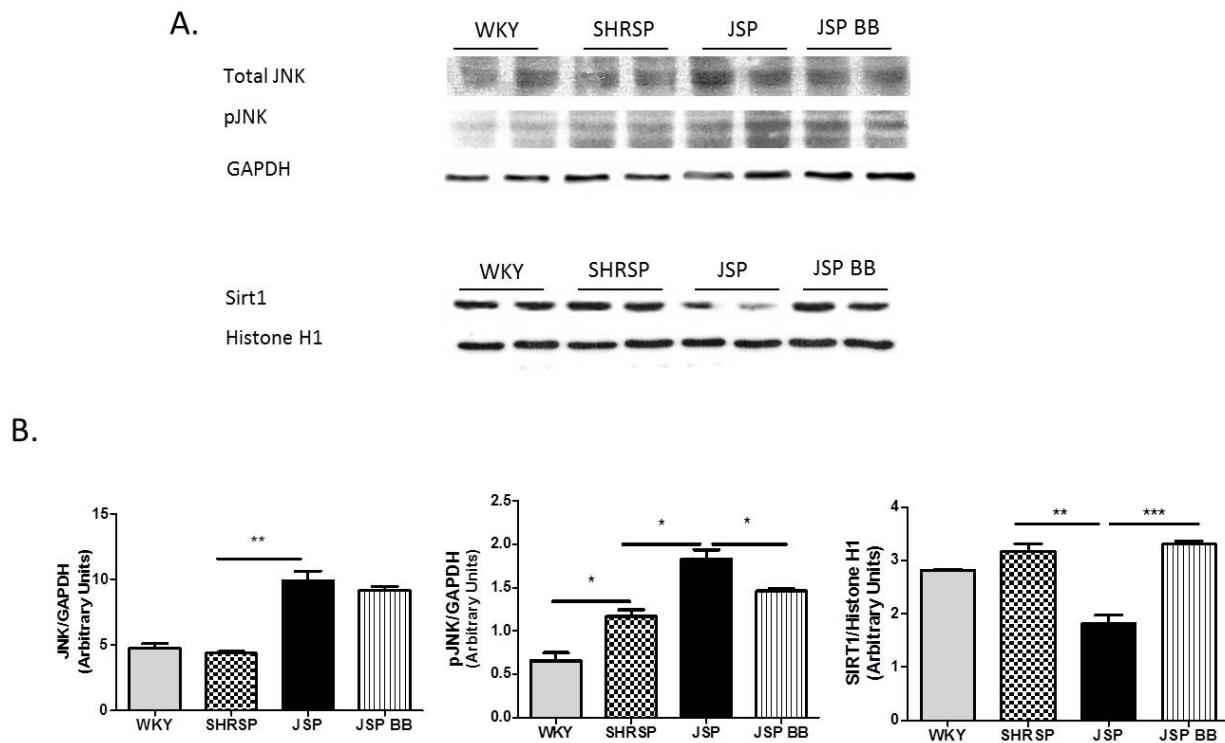 A.
WKY SHRSP JSP JSP BB
Total JNK
pJNK
GAPDH
WKY SHRSP JSP JSP BB
Sirt1
Histone H1
B.
JNK/GAPDH
(Arbitrary Units)
15
10
5
0
**
WKY SHRSP JSP JSP BB
pJNK/GAPDH
(Arbitrary Units)
2.5
2.0
1.5
1.0
0.5
0.0
*
*
*
WKY SHRSP JSP JSP BB
SIRT1/Histone H1
(Arbitrary Units)
4
3
2
1
0
** ***
WKY SHRSP JSP JSP BB